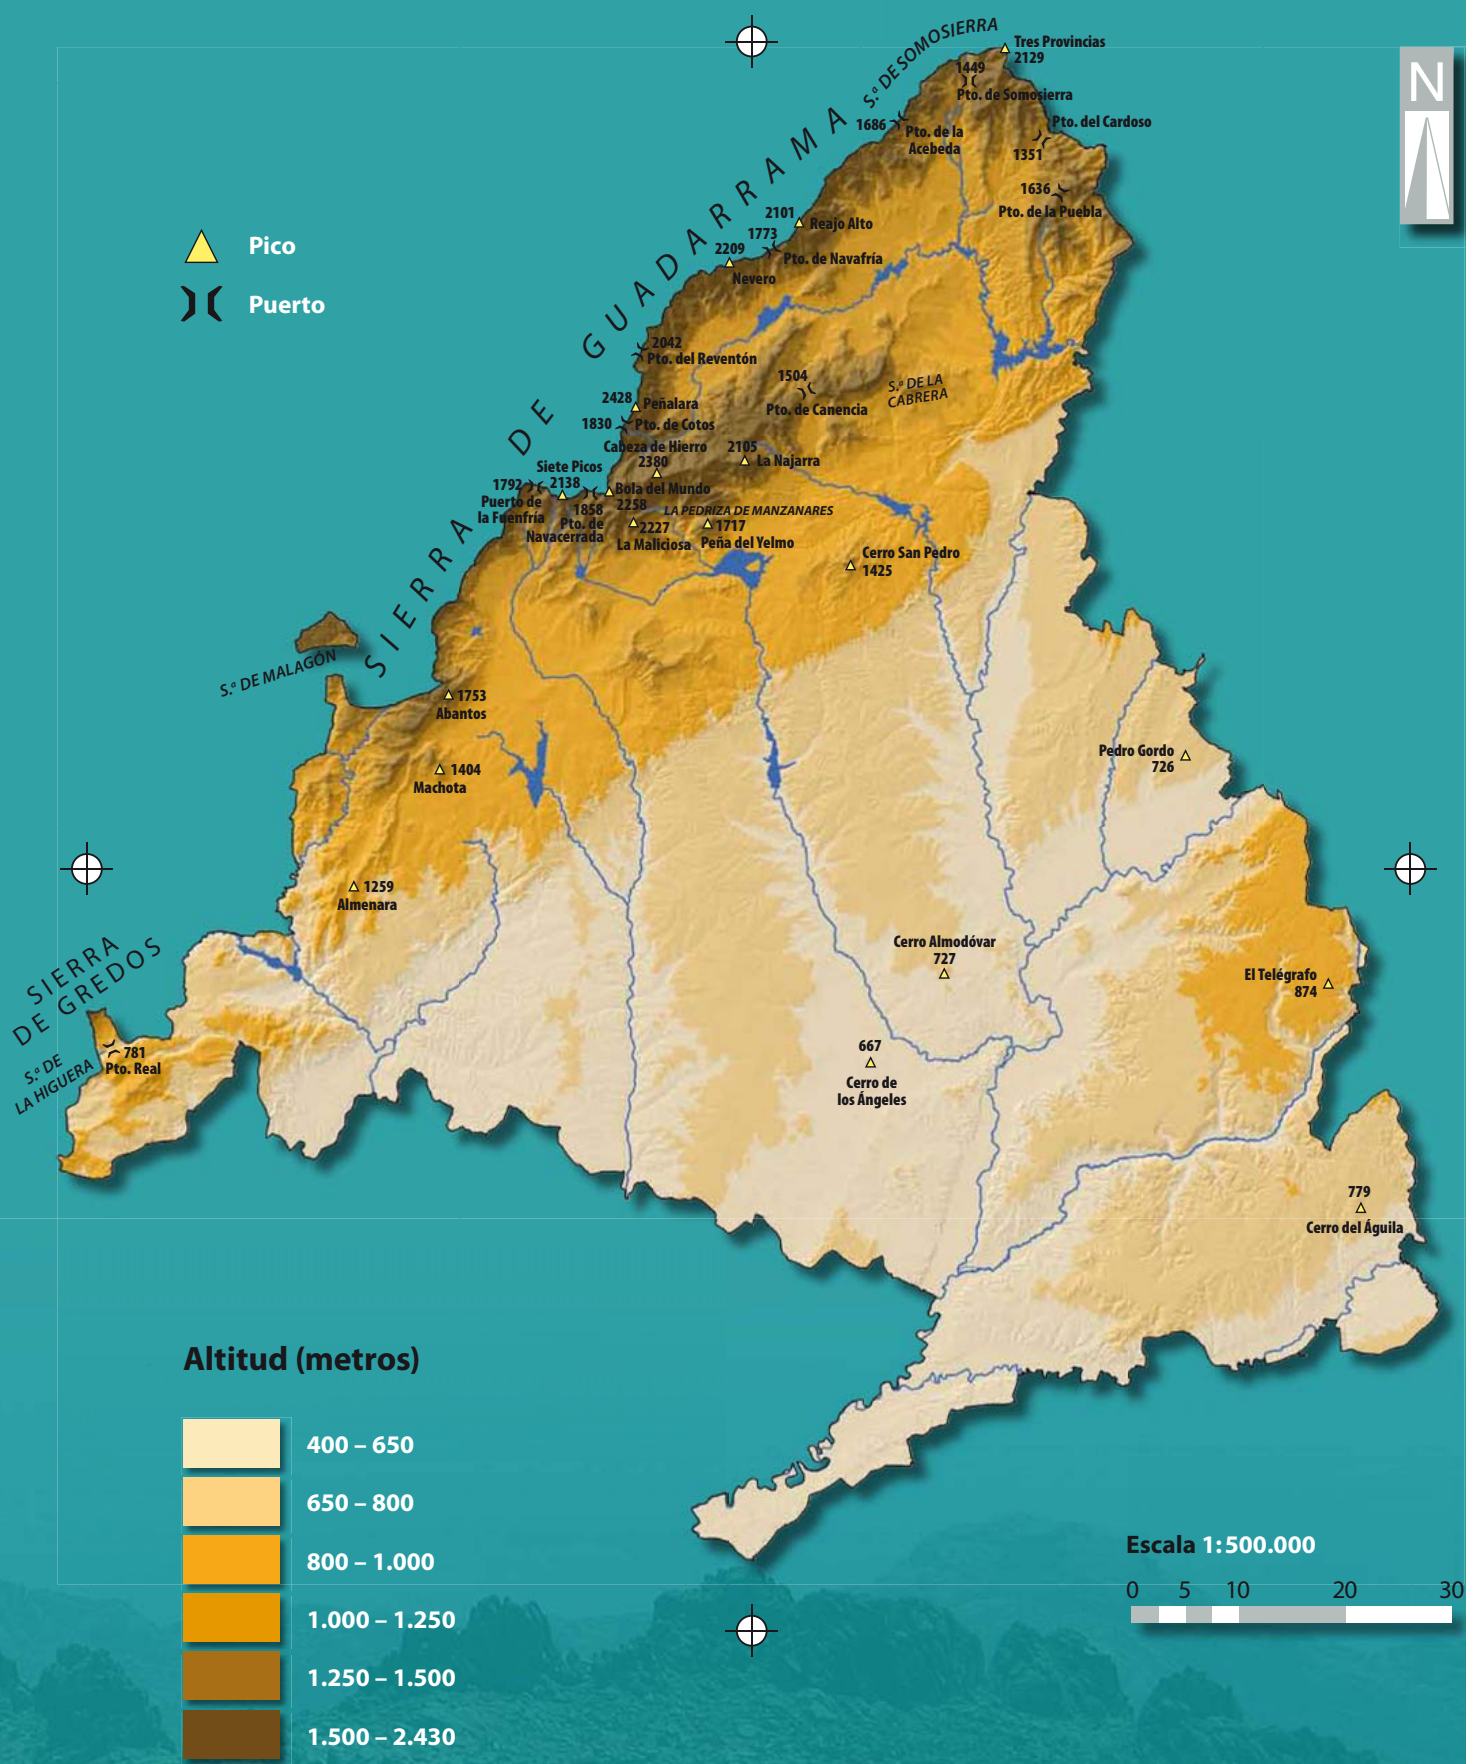 S.ª DE SOMOSIERRA
Tres Provincias
2129
1449
Pto. de Somosierra
N
1686
Pto. de la
Acebeda
Pto. del Cardoso
1351
1636
Pto. de la Puebla
SIERRA DE GUADARRAMA
2101
Reajo Alto
1773
Pto. de Navafría
2209
Nevero
Pico
Puerto
2042
Pto. del Reventón
1504
Pto. de Canencia
S.ª DE LA
CABRERA
2428
Peñalara
1830
Pto. de Cotos
Cabeza de Hierro
2380
2105
La Najarra
Siete Picos
2138
1792
Puerto de
la Fuenfría
Bola del Mundo
2258
1858
Pto. de
Navacerrada
LA PEDRIZA DE MANZANARES
2227
La Maliciosa
1717
Peña del Yelmo
Cerro San Pedro
1425
S.ª DE MALAGÓN
1753
Abantos
1404
Machota
Pedro Gordo
726
1259
Almenara
SIERRA
DE GREDOS
Cerro Almodóvar
727
El Telégrafo
874
S.ª DE
LA HIGUERA
781
Pto. Real
667
Cerro de
los Ángeles
779
Cerro del Águila
Altitud (metros)
400 – 650
650 – 800
800 – 1.000
1.000 – 1.250
1.250 – 1.500
1.500 – 2.430
Escala 1:500.000
0 5 10 20 30